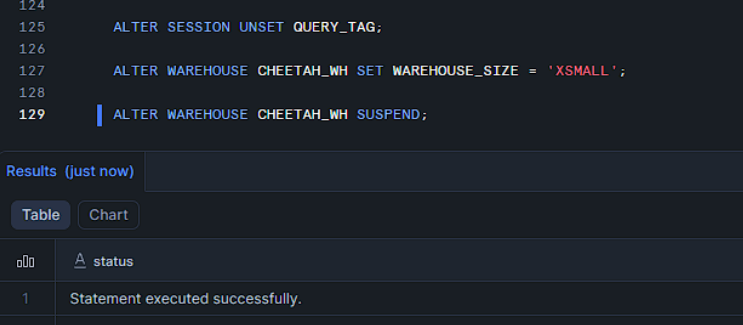 124
125 ALTER SESSION UNSET QUERY_TAG;
126
127 ALTER WAREHOUSE CHEETAH_WH SET WAREHOUSE_SIZE = 'XSMALL';
128
129 ALTER WAREHOUSE CHEETAH_WH SUSPEND;
Results (just now)
Table Chart
A status
1 Statement executed successfully.